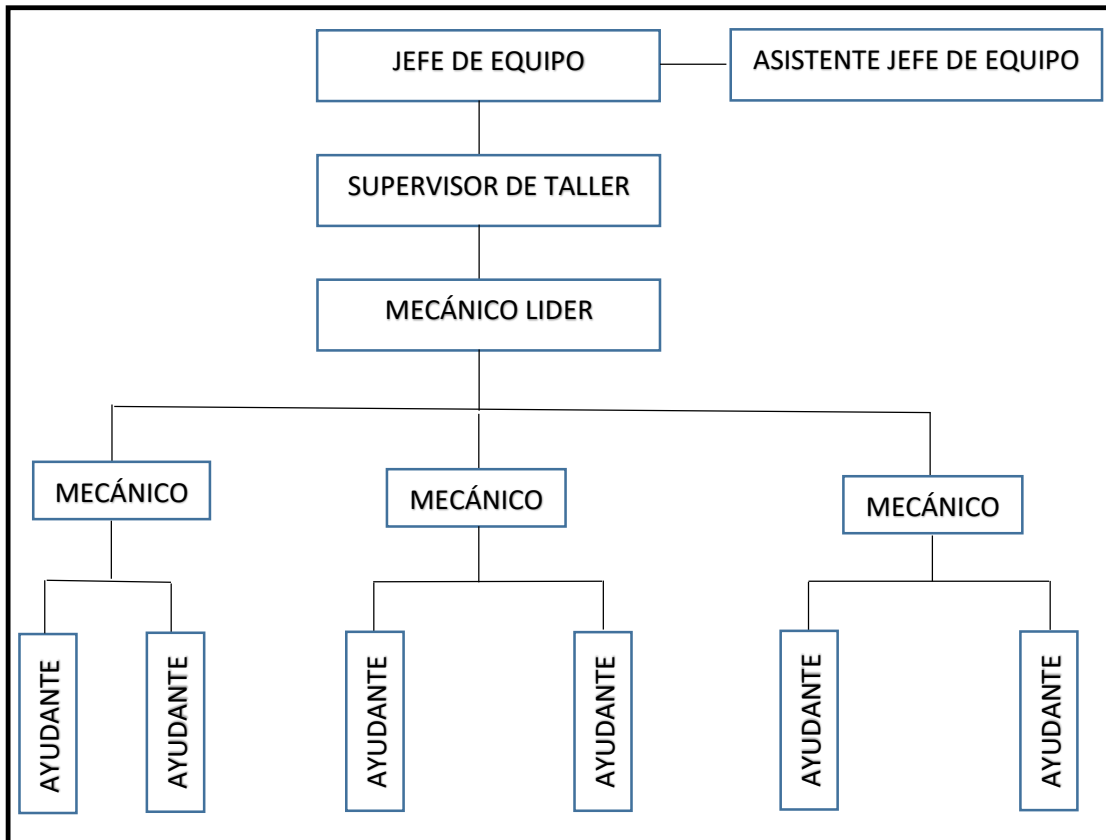 JEFE DE EQUIPO
ASISTENTE JEFE DE EQUIPO
SUPERVISOR DE TALLER
MECÁNICO LIDER
MECÁNICO
MECÁNICO
MECÁNICO
AYUDANTE
AYUDANTE
AYUDANTE
AYUDANTE
AYUDANTE
AYUDANTE